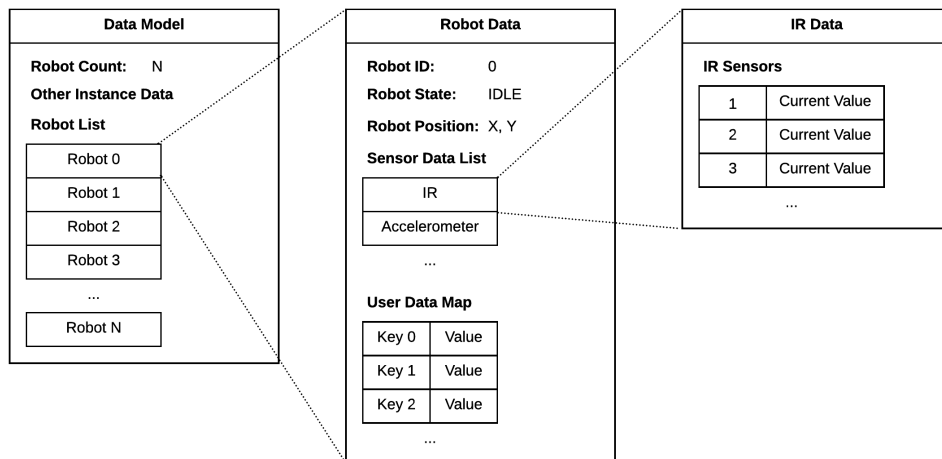 Data Model
Robot Count: N
Other Instance Data
Robot List
Robot 0
Robot 1
Robot 2
Robot 3
...
Robot N
Robot Data
Robot ID: 0
Robot State: IDLE
Robot Position: X, Y
Sensor Data List
IR
Accelerometer
...
User Data Map
Key 0 Value
Key 1 Value
Key 2 Value
...
IR Data
IR Sensors
1 Current Value
2 Current Value
3 Current Value
...